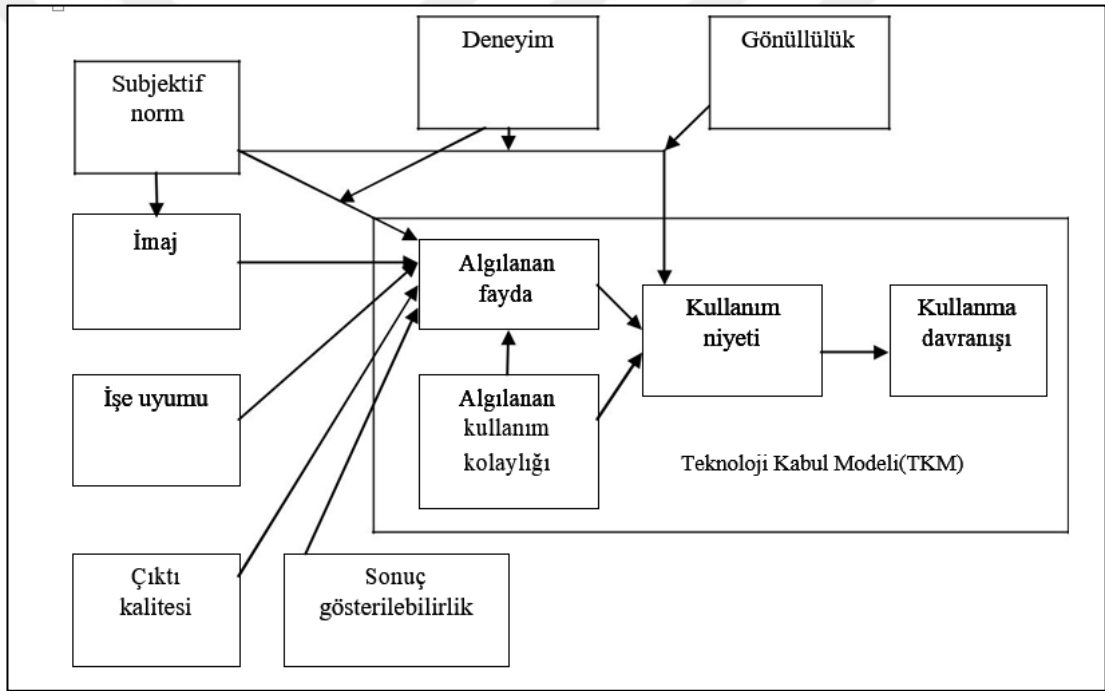 Deneyim
Gönüllülük
Subjektif
norm
İmaj
Algılanan
fayda
Kullanım
niyeti
Kullanma
davranışı
İşe uyumu
Algılanan
kullanım
kolaylığı
Teknoloji Kabul Modeli(TKM)
Çıktı
kalitesi
Sonuç
gösterilebilirlik